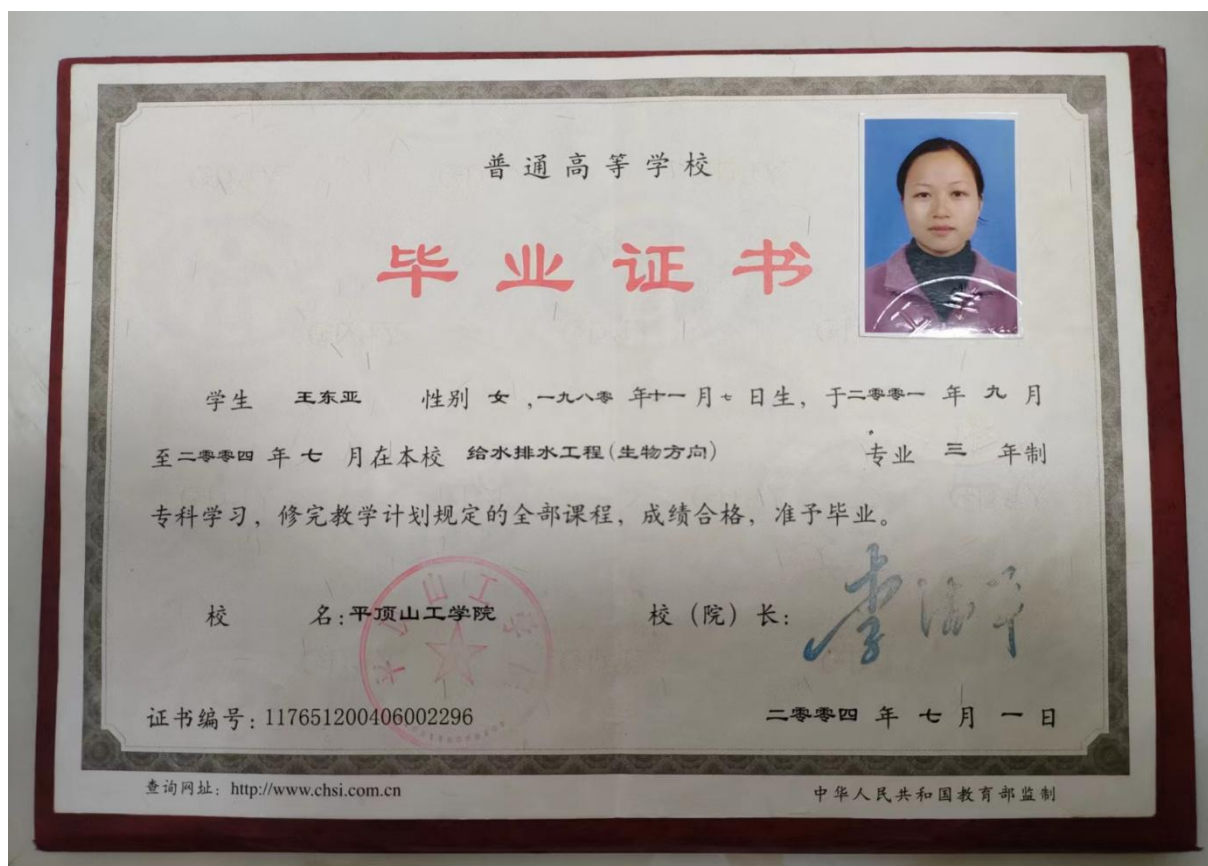 普通高等学校
毕业证书
学生 王东亚 性别 女 ,一九八零 年十一月七日生，于二零零一 年 九 月
至二零零四 年 七 月在本校 给水排水工程(生物方向) 专业 三 年制
专科学习，修完教学计划规定的全部课程，成绩合格，准予毕业。
校 名:平顶山工学院 校（院）长:
证书编号: 117651200406002296 二零零四 年 七 月 一 日
查询网址: http://www.chsi.com.cn 中华人民共和国教育部监制